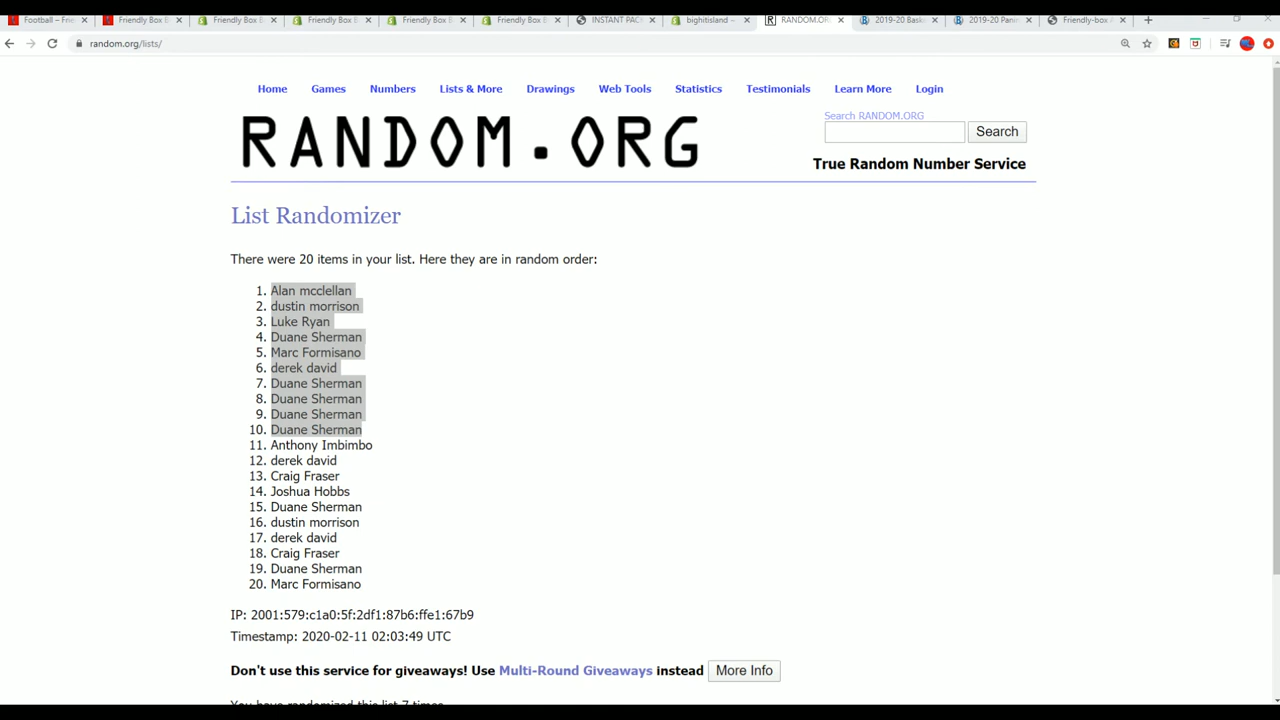 Football – Frie
Friendly Box B
Friendly Box B
Friendly Box B
Friendly Box B
Friendly Box B
INSTANT PACK
bighitisland –
RANDOM.OR
2019-20 Bask
2019-20 Panin
Friendly-box A
random.org/lists/
Home Games Numbers Lists & More Drawings Web Tools Statistics Testimonials Learn More Login
Search RANDOM.ORG
RANDOM.ORG
Search
True Random Number Service
List Randomizer
There were 20 items in your list. Here they are in random order:
1. Alan mcclellan
2. dustin morrison
3. Luke Ryan
4. Duane Sherman
5. Marc Formisano
6. derek david
7. Duane Sherman
8. Duane Sherman
9. Duane Sherman
10. Duane Sherman
11. Anthony Imbimbo
12. derek david
13. Craig Fraser
14. Joshua Hobbs
15. Duane Sherman
16. dustin morrison
17. derek david
18. Craig Fraser
19. Duane Sherman
20. Marc Formisano
IP: 2001:579:c1a0:5f:2df1:87b6:ffe1:67b9
Timestamp: 2020-02-11 02:03:49 UTC
Don't use this service for giveaways! Use Multi-Round Giveaways instead More Info
You have randomized this list 7 times